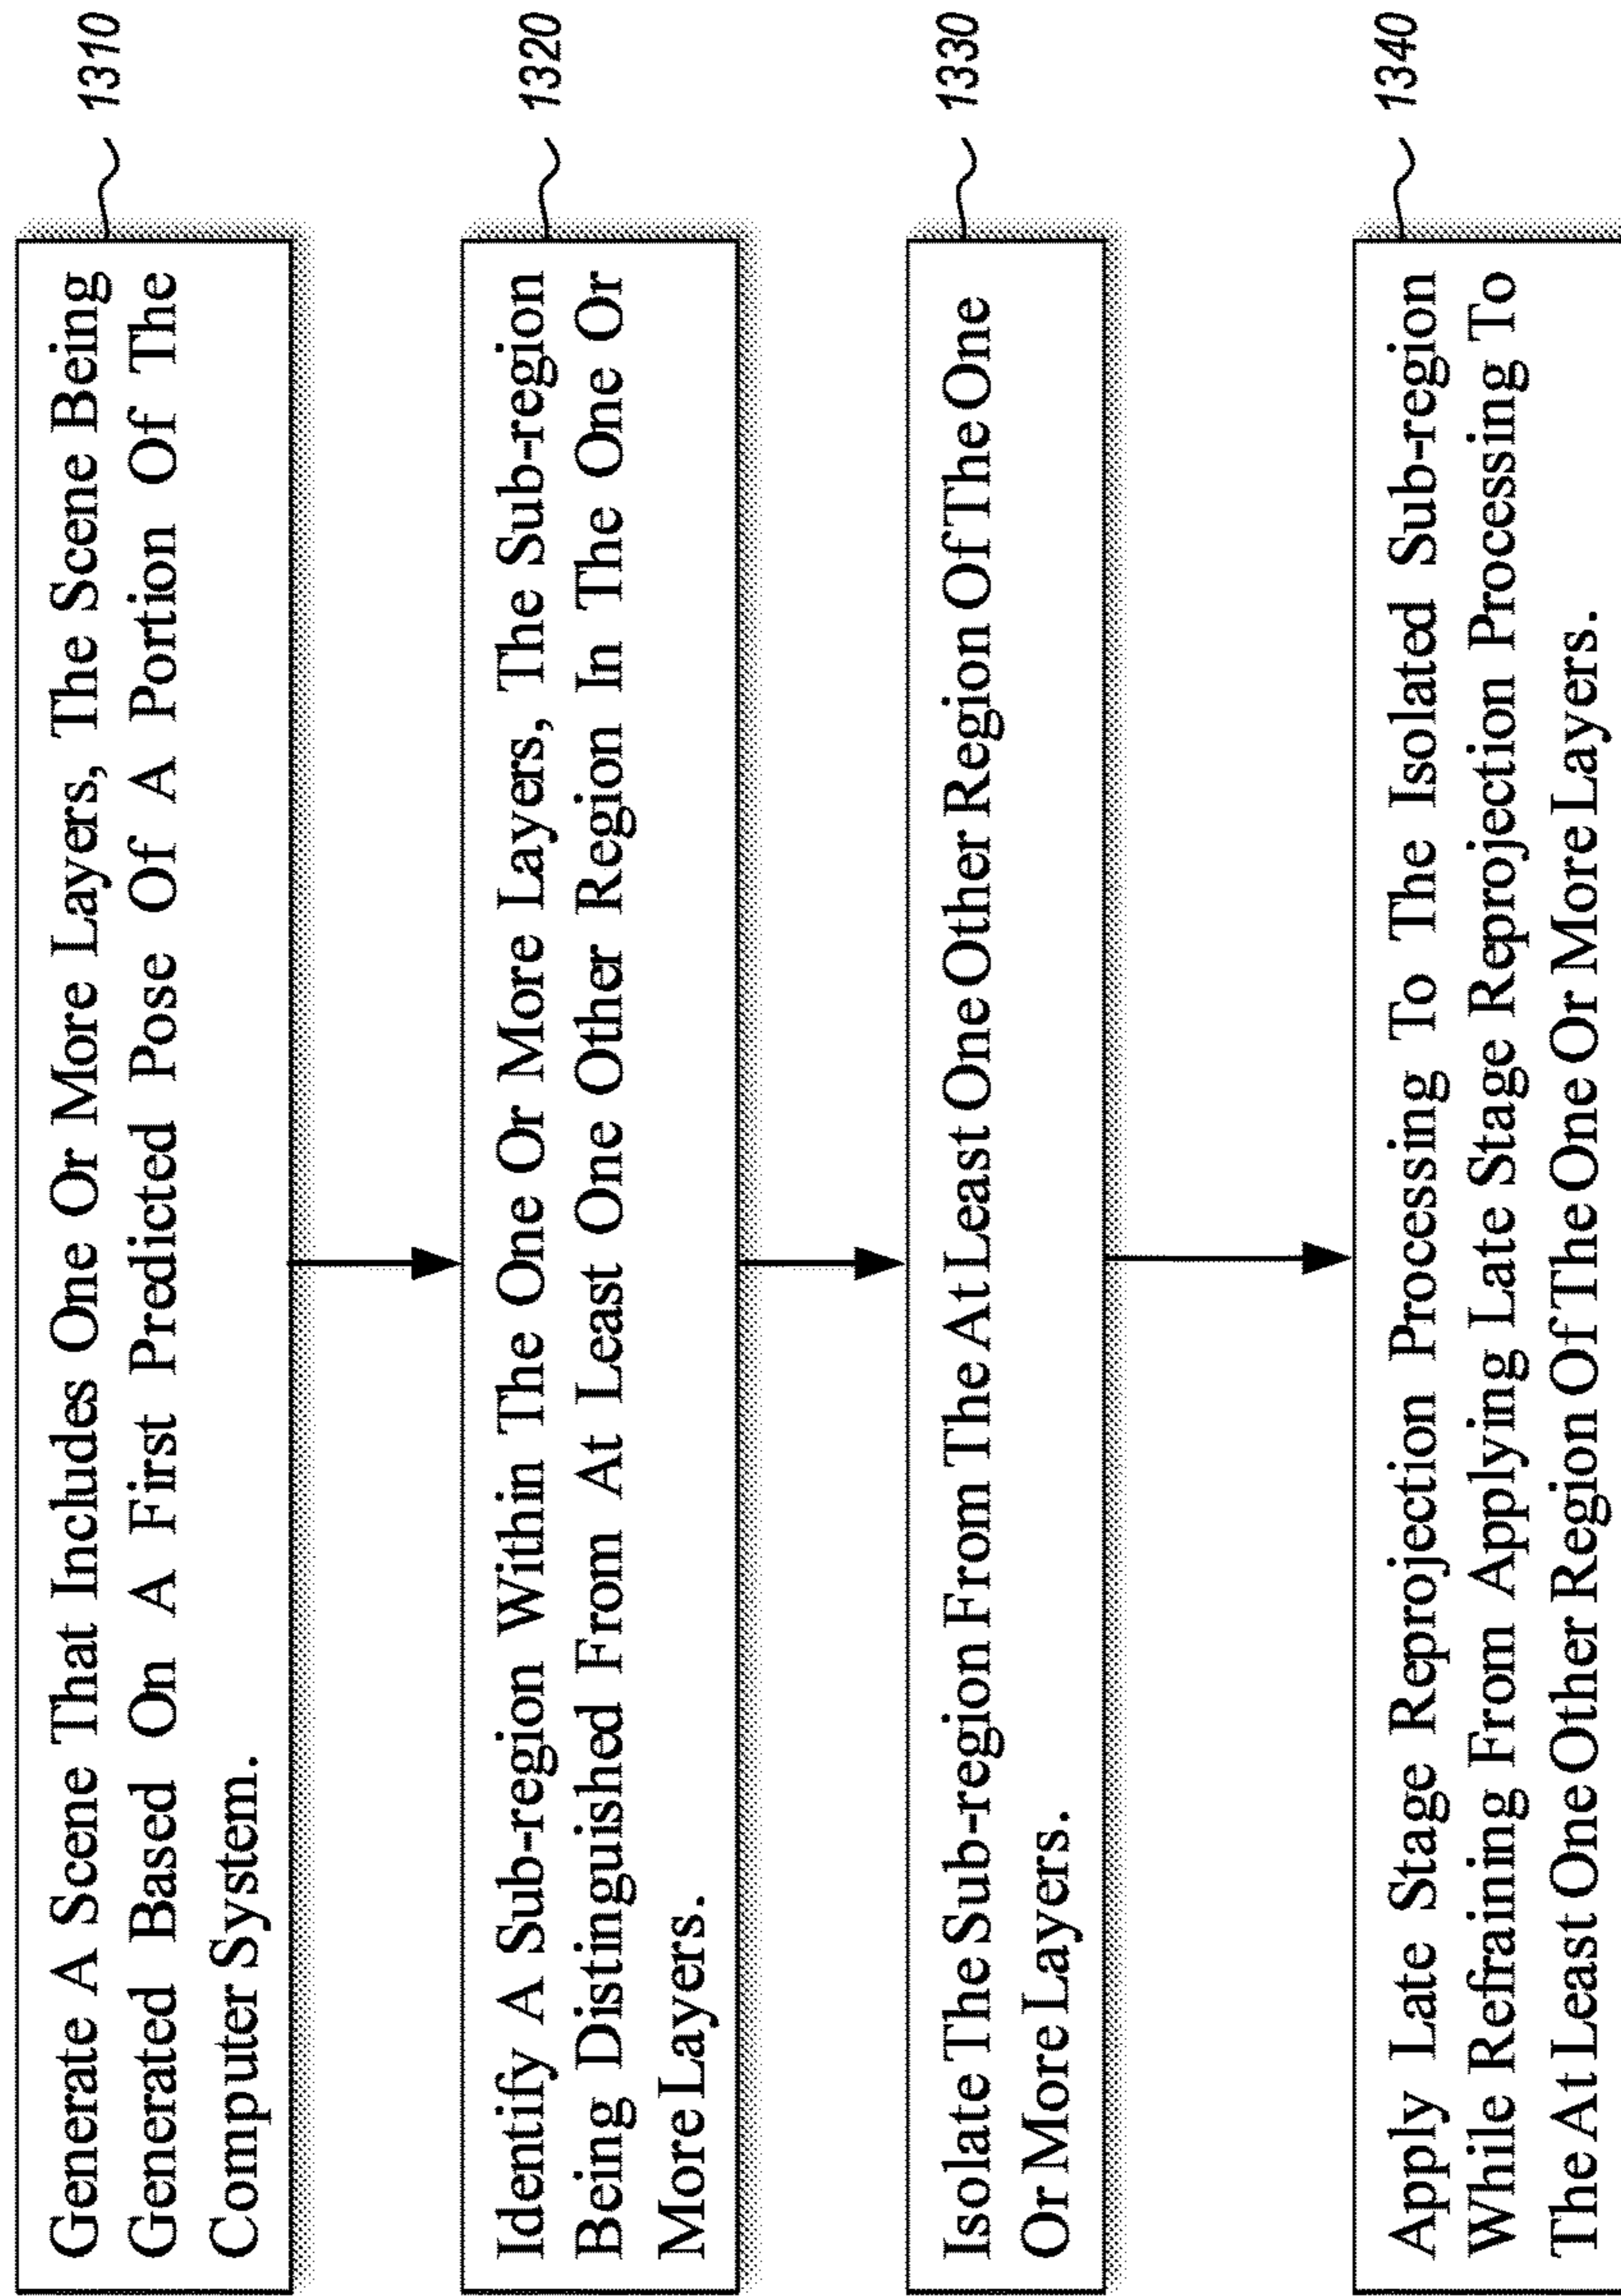 Generate A Scene That Includes One Or More Layers, The Scene Being
Generated Based On A First Predicted Pose Of A Portion Of The
Computer System.
1310
Identify A Sub-region Within The One Or More Layers, The Sub-region
Being Distinguished From At Least One Other Region In The One Or
More Layers.
1320
Isolate The Sub-region From The At Least One Other Region Of The One
Or More Layers.
1330
Apply Late Stage Reprojection Processing To The Isolated Sub-region
While Refraining From Applying Late Stage Reprojection Processing To
The At Least One Other Region Of The One Or More Layers.
1340